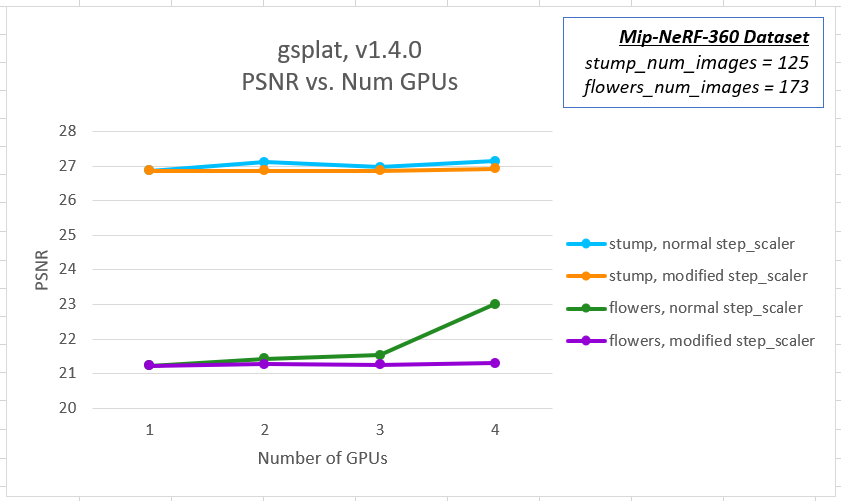 gsplat, v1.4.0
PSNR vs. Num GPUs
Mip-NeRF-360 Dataset
stump_num_images = 125
flowers_num_images = 173
28
27
26
25
24
23
22
21
20
PSNR
1 2 3 4
Number of GPUs
stump, normal step_scaler
stump, modified step_scaler
flowers, normal step_scaler
flowers, modified step_scaler